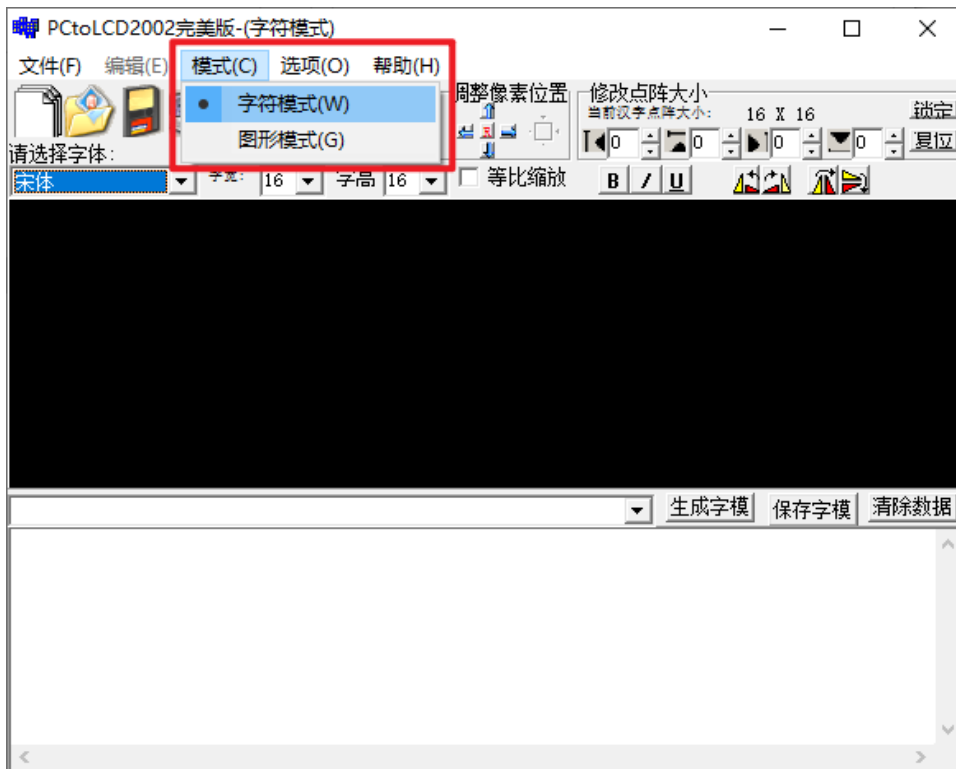 PCtoLCD2002完美版-(字符模式)
文件(F) 编辑(E) 模式(C) 选项(O) 帮助(H)
字符模式(W)
图形模式(G)
调整像素位置
修改点阵大小
当前汉字点阵大小: 16 X 16 锁定
0 0 0 0 复位
请选择字体:
宋体 字宽: 16 字高 16 等比缩放 B I U
生成字模 保存字模 清除数据